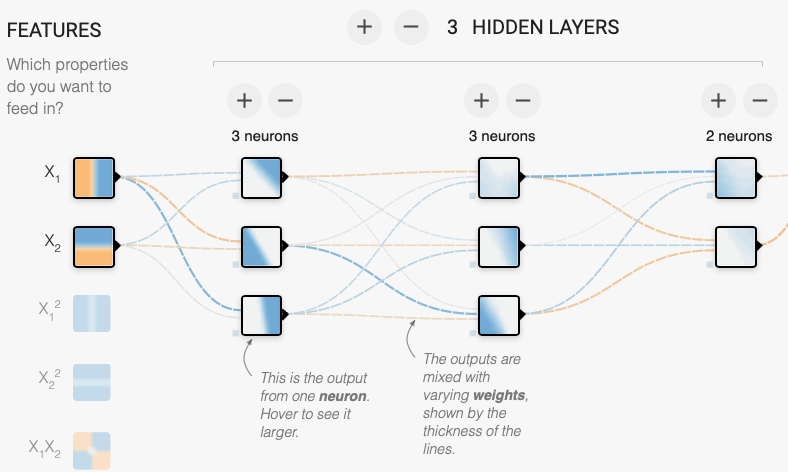 FEATURES
Which properties
do you want to
feed in?
+ − 3 HIDDEN LAYERS
+ −
3 neurons
+ −
3 neurons
+ −
2 neurons
X₁
X₂
X₁²
X₂²
X₁X₂
This is the output
from one neuron.
Hover to see it
larger.
The outputs are
mixed with
varying weights,
shown by the
thickness of the
lines.